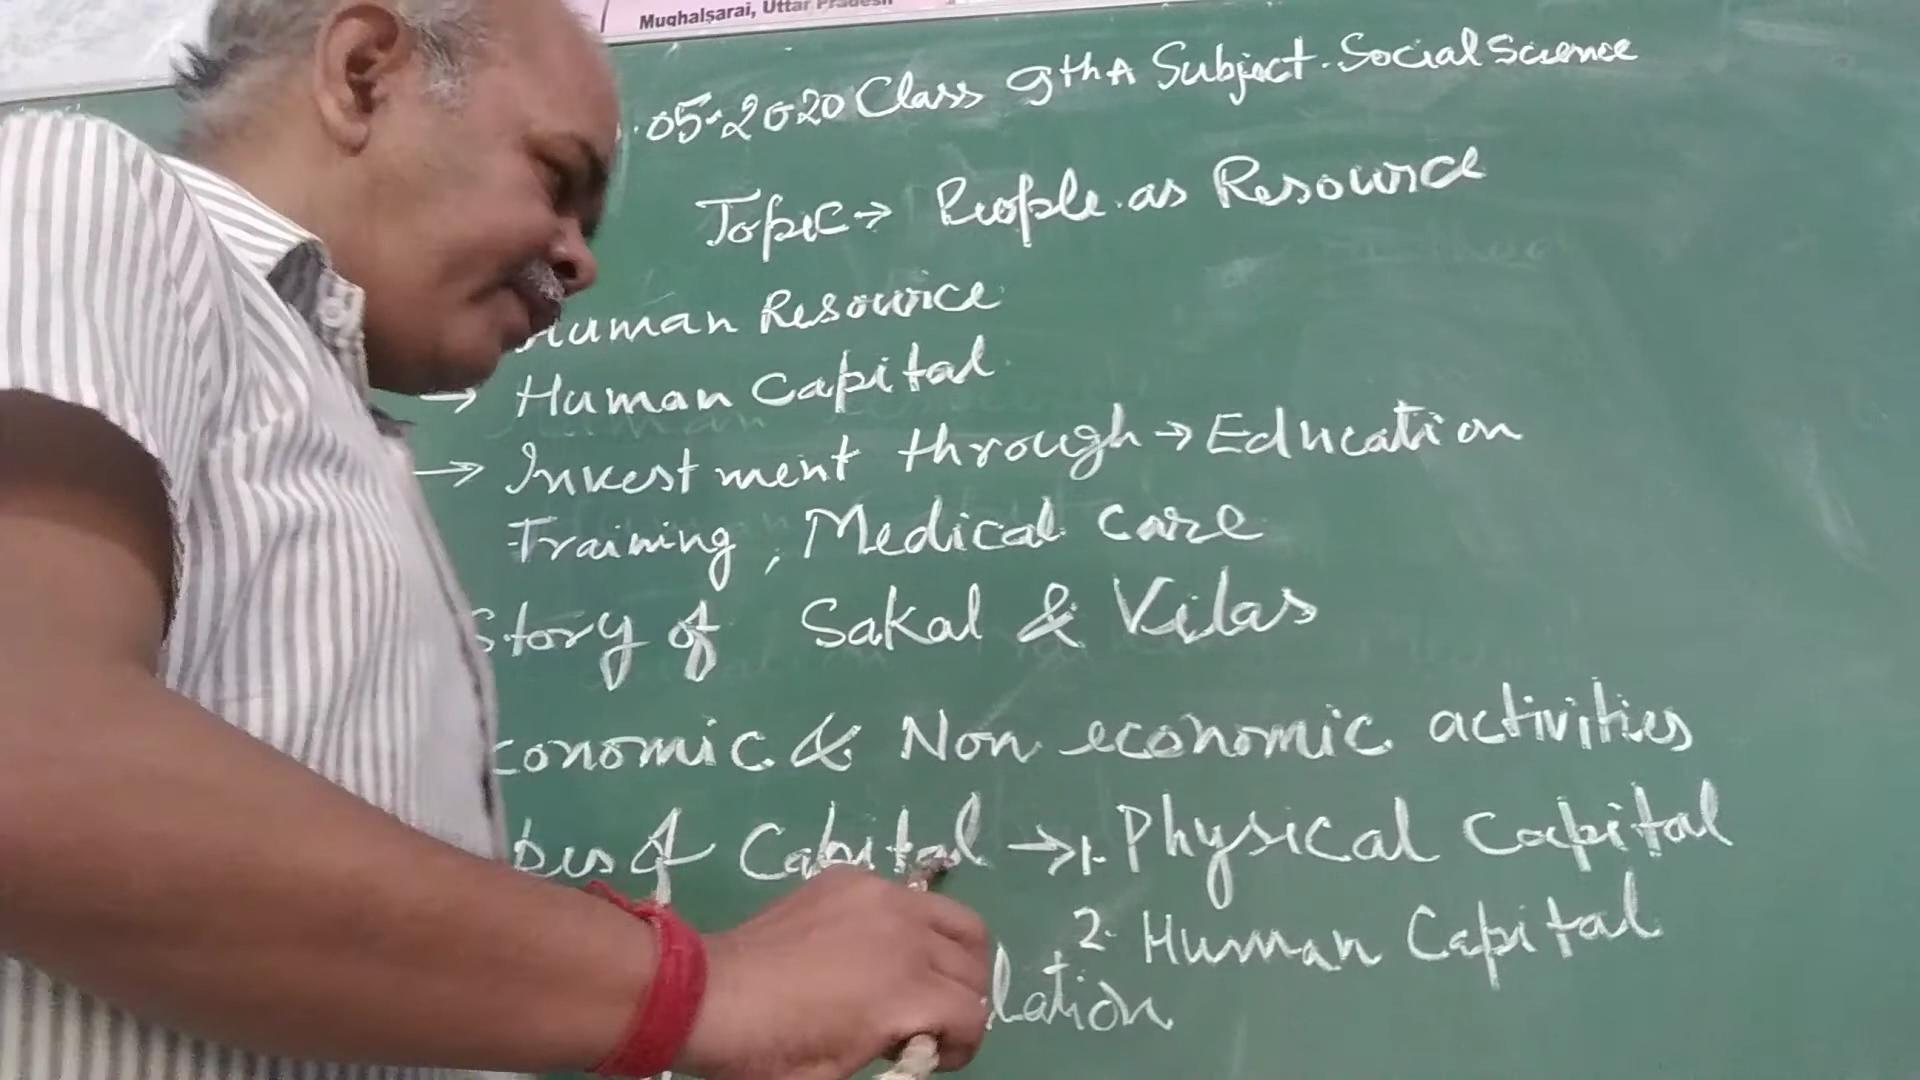 Mughalsarai, Uttar Pradesh
.05-2020 Class 9th A Subject. Social Science
Topic → People as Resource
Human Resource
→ Human Capital
→ Investment through → Education
Training, Medical Care
Story of Sakal & Vilas
conomic & Non economic activities
pes of Capital → 1. Physical Capital
2. Human Capital
lation